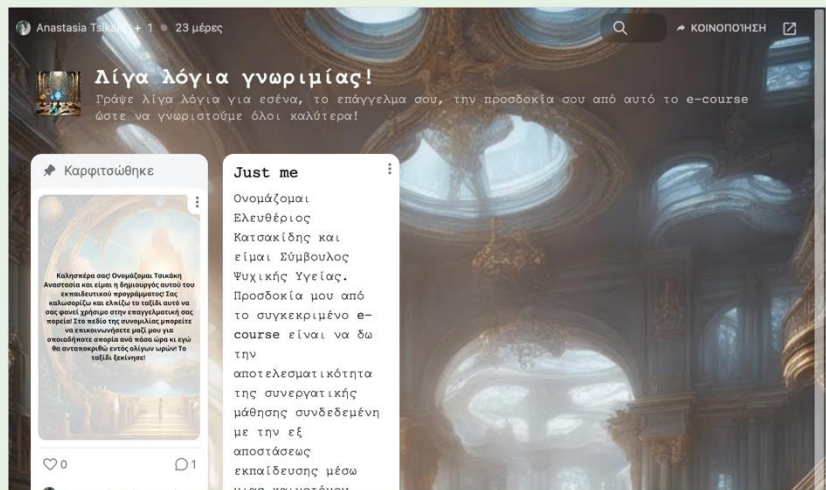 Anastasia Tsikaki + 1 23 μέρες
ΚΟΙΝΟΠΟΊΗΣΗ
Λίγα λόγια γνωριμίας!
Γράψε λίγα λόγια για εσένα, το επάγγελμα σου, την προσδοκία σου από αυτό το e-course
ώστε να γνωριστούμε όλοι καλύτερα!
Καρφιτσώθηκε
Καλησπέρα σας! Ονομάζομαι Τσικάκη
Αναστασία και είμαι η δημιουργός αυτού του
εκπαιδευτικού προγράμματος! Σας
καλωσορίζω και ελπίζω το ταξίδι αυτό να
σας φανεί χρήσιμο στην επαγγελματική σας
πορεία! Στο πεδίο της συνομιλίας μπορείτε
να επικοινωνήσετε μαζί μου για
οποιαδήποτε απορία ανά πάσα ώρα κι εγώ
θα ανταποκριθώ εντός ολίγων ωρών! Το
ταξίδι ξεκίνησε!
0 1
Just me
Ονομάζομαι
Ελευθέριος
Κατσακίδης και
είμαι Σύμβουλος
Ψυχικής Υγείας.
Προσδοκία μου από
το συγκεκριμένο e-
course είναι να δω
την
αποτελεσματικότητα
της συνεργατικής
μάθησης συνδεδεμένη
με την εξ
αποστάσεως
εκπαίδευσης μέσω